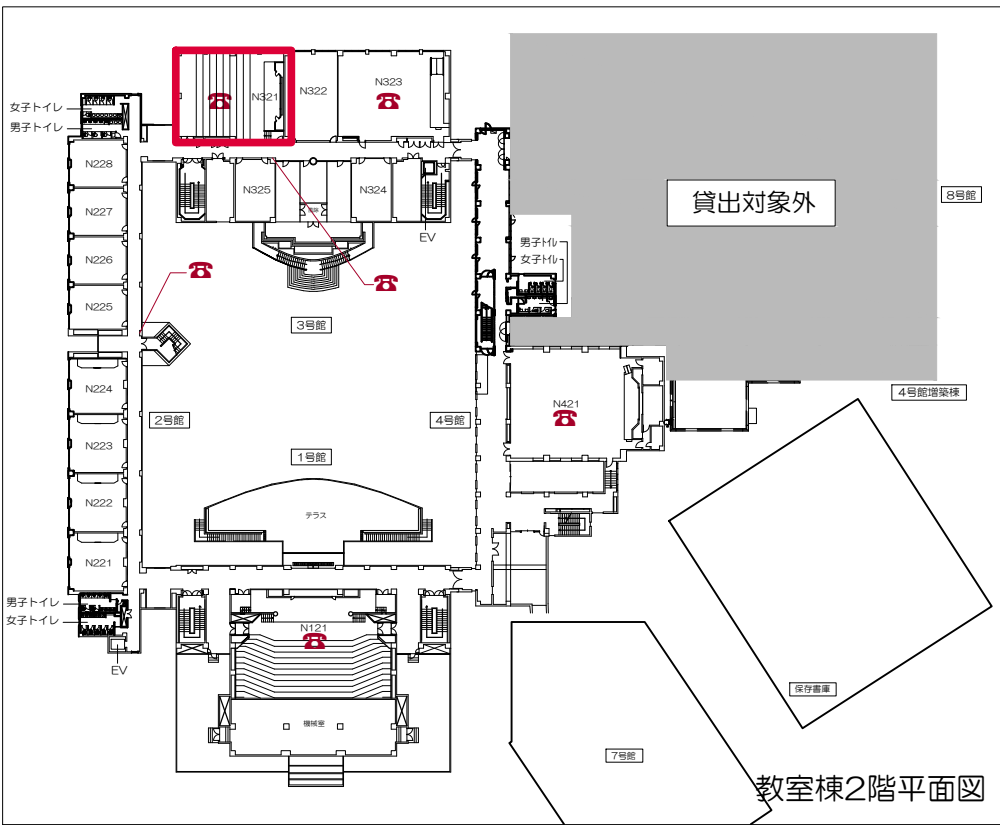 N321
N322
N323
女子トイレ
男子トイレ
N228
N227
N226
N225
N224
N223
N222
N221
N325
N324
EV
貸出対象外
8号館
男子トイレ
女子トイレ
3号館
2号館
4号館
N421
4号館増築棟
1号館
テラス
男子トイレ
女子トイレ
EV
N121
機械室
保存書庫
7号館
教室棟2階平面図